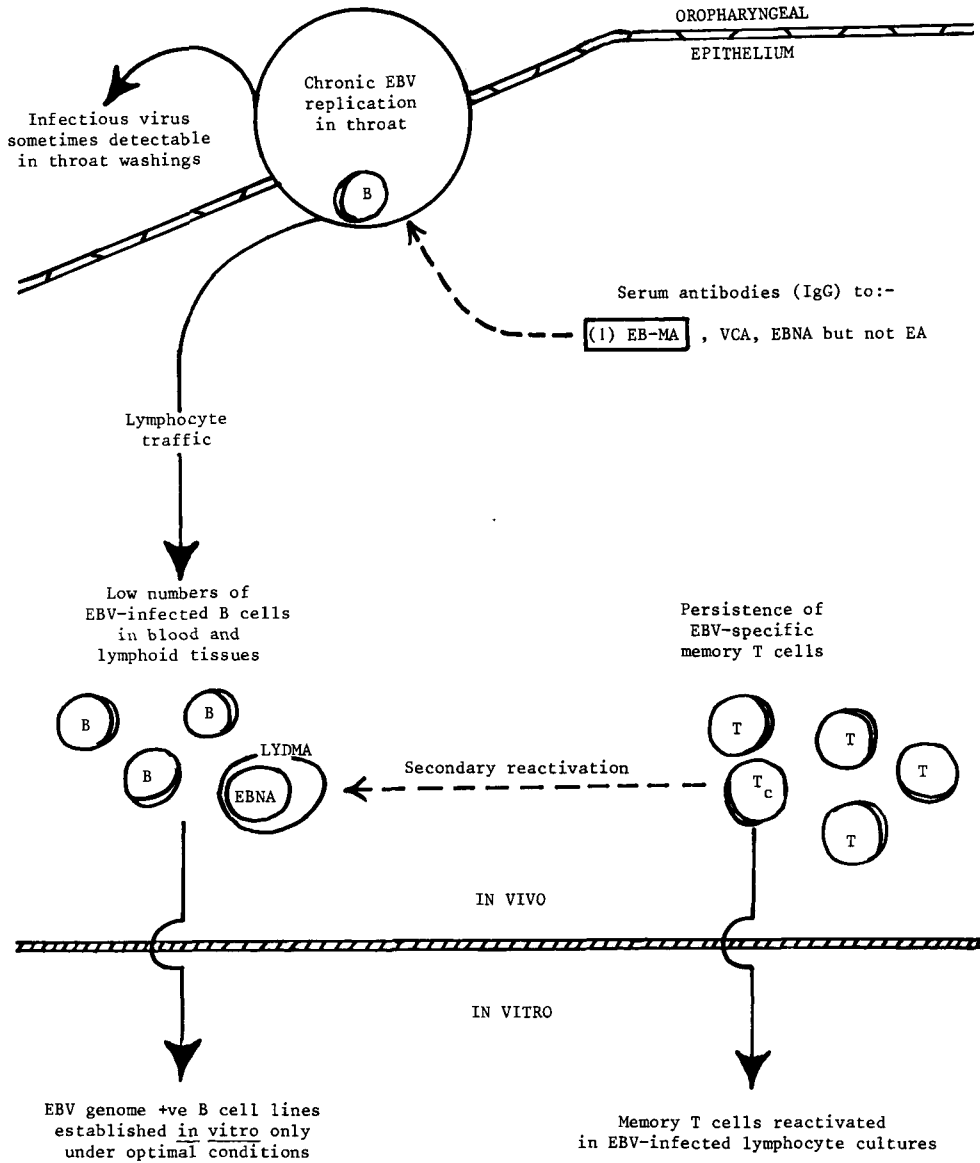 OROPHARYNGEAL
EPITHELIUM
Chronic EBV
replication
in throat
B
Infectious virus
sometimes detectable
in throat washings
Serum antibodies (IgG) to:-
(1) EB-MA , VCA, EBNA but not EA
Lymphocyte
traffic
Low numbers of
EBV-infected B cells
in blood and
lymphoid tissues
Persistence of
EBV-specific
memory T cells
B
B
B
LYDMA
EBNA
Secondary reactivation
T
Tc
T
T
T
IN VIVO
IN VITRO
EBV genome +ve B cell lines
established in vitro only
under optimal conditions
Memory T cells reactivated
in EBV-infected lymphocyte cultures